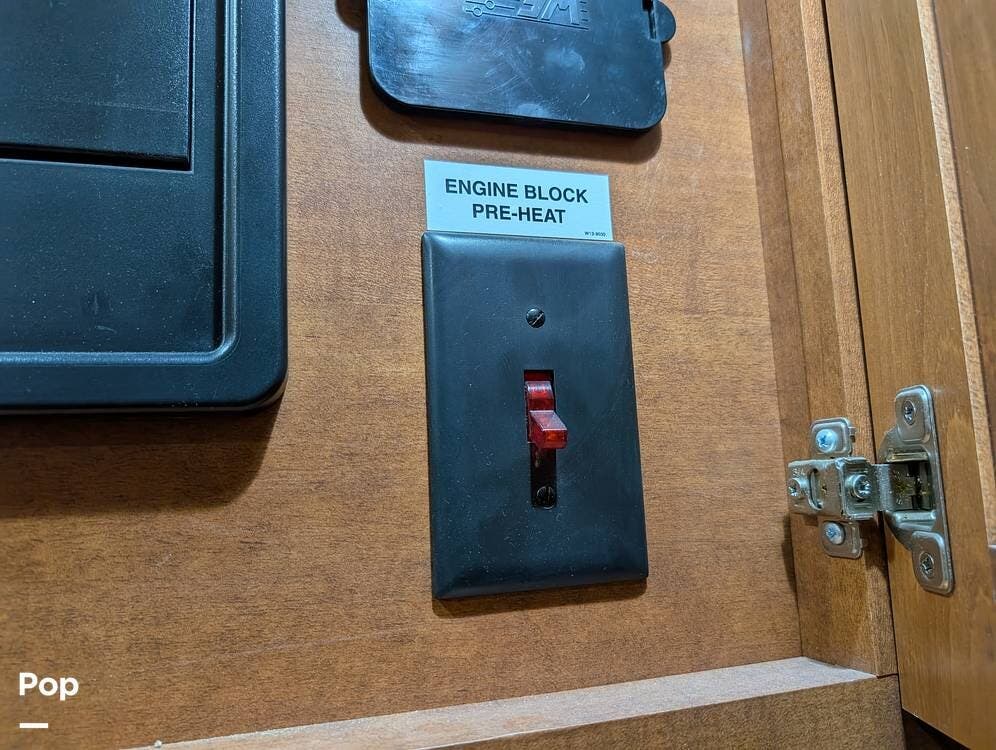 ENGINE BLOCK
PRE-HEAT
Pop